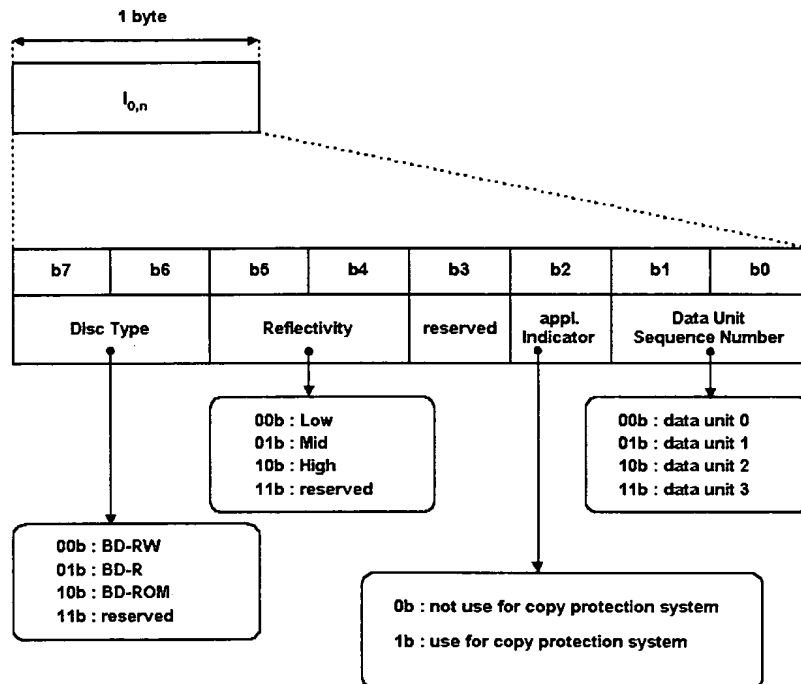 1 byte
I0,n
b7 b6 b5 b4 b3 b2 b1 b0
Disc Type
Reflectivity
reserved
appl.
Indicator
Data Unit
Sequence Number
00b : Low
01b : Mid
10b : High
11b : reserved
00b : data unit 0
01b : data unit 1
10b : data unit 2
11b : data unit 3
00b : BD-RW
01b : BD-R
10b : BD-ROM
11b : reserved
0b : not use for copy protection system
1b : use for copy protection system